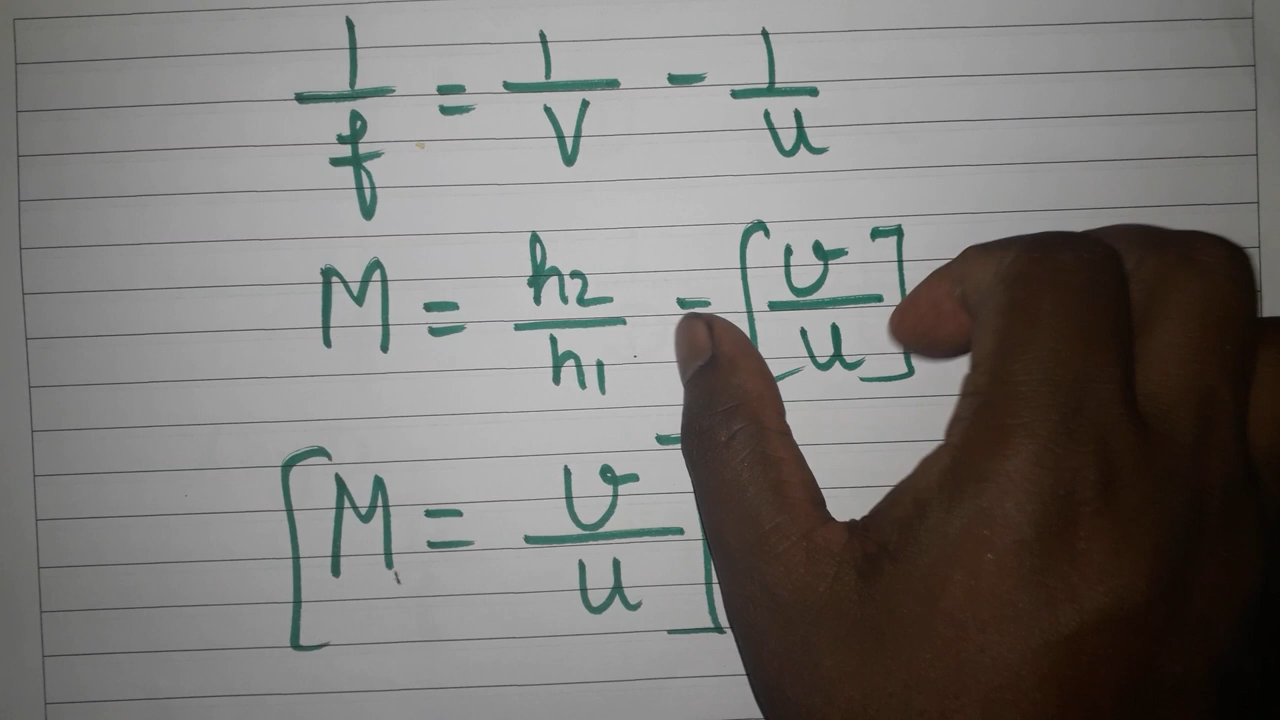 1/f = 1/V - 1/u
M = h2/h1 = [v/u]
[M = v/u]